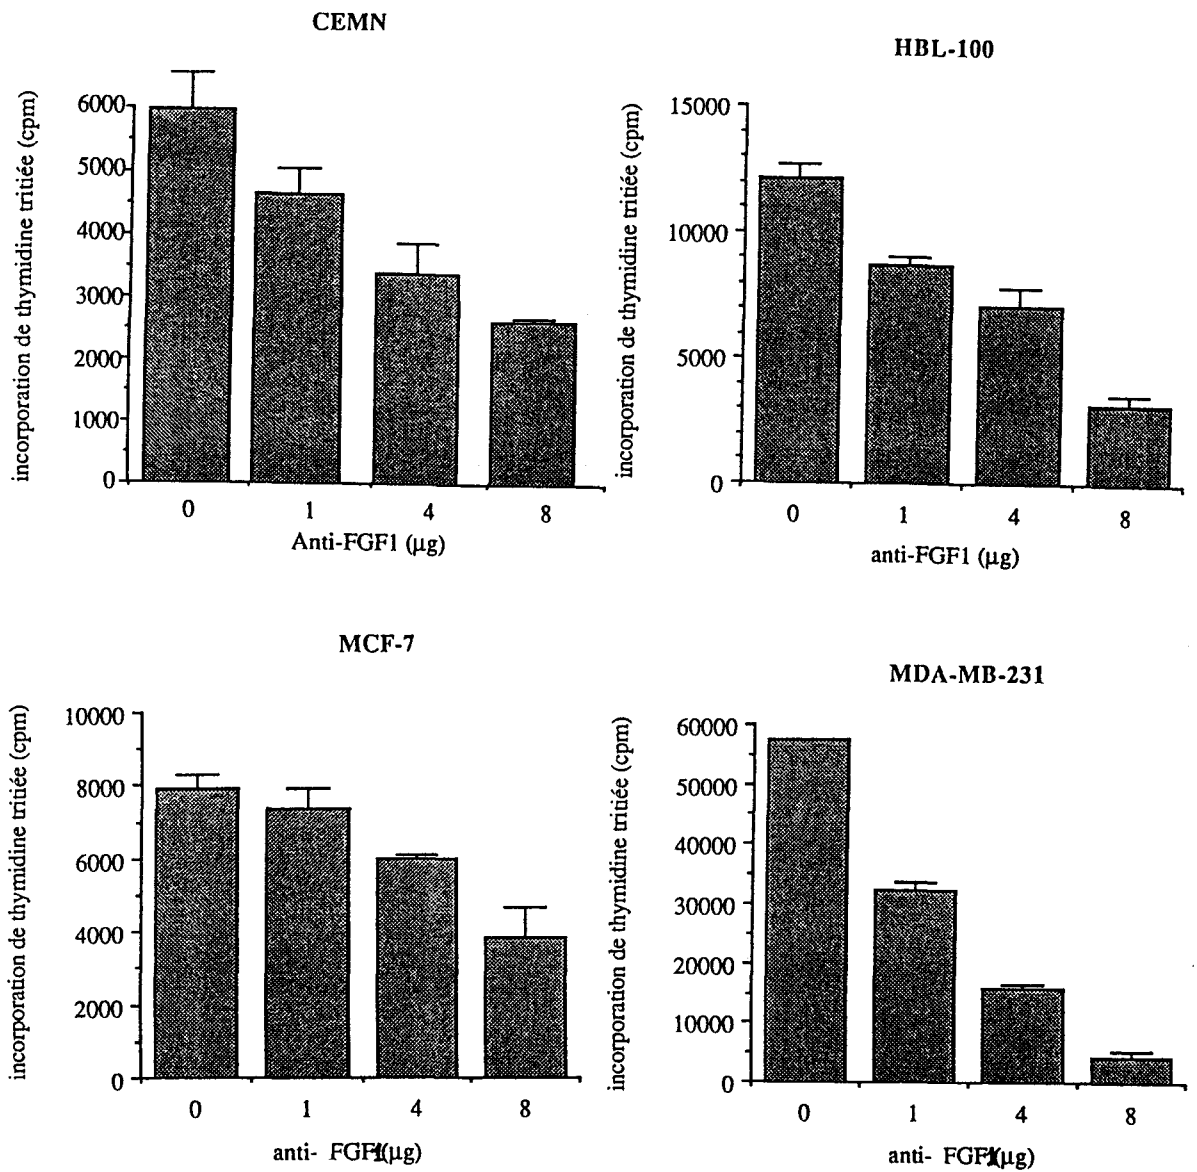 CEMN
incorporation de thymidine tritiée (cpm)
6000
5000
4000
3000
2000
1000
0
0 1 4 8
Anti-FGF1 (µg)
HBL-100
incorporation de thymidine tritiée (cpm)
15000
10000
5000
0
0 1 4 8
anti-FGF1 (µg)
MCF-7
incorporation de thymidine tritiée (cpm)
10000
8000
6000
4000
2000
0
0 1 4 8
anti- FGF1(µg)
MDA-MB-231
incorporation de thymidine tritiée (cpm)
60000
50000
40000
30000
20000
10000
0
0 1 4 8
anti- FGF1(µg)